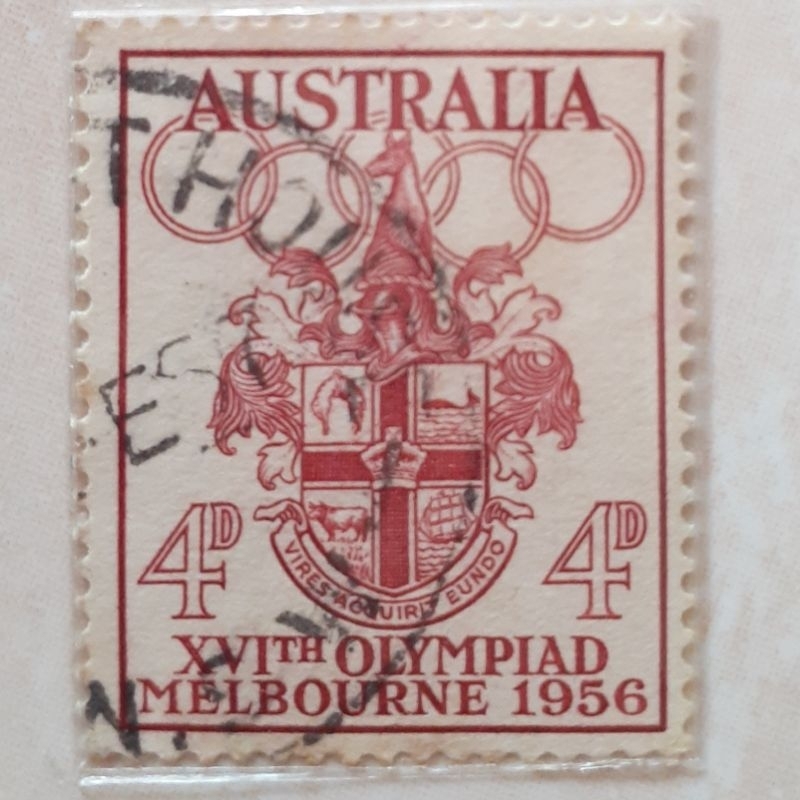 AUSTRALIA
4D 4D
VIRES ACQUIRIT EUNDO
XVITH OLYMPIAD
MELBOURNE 1956